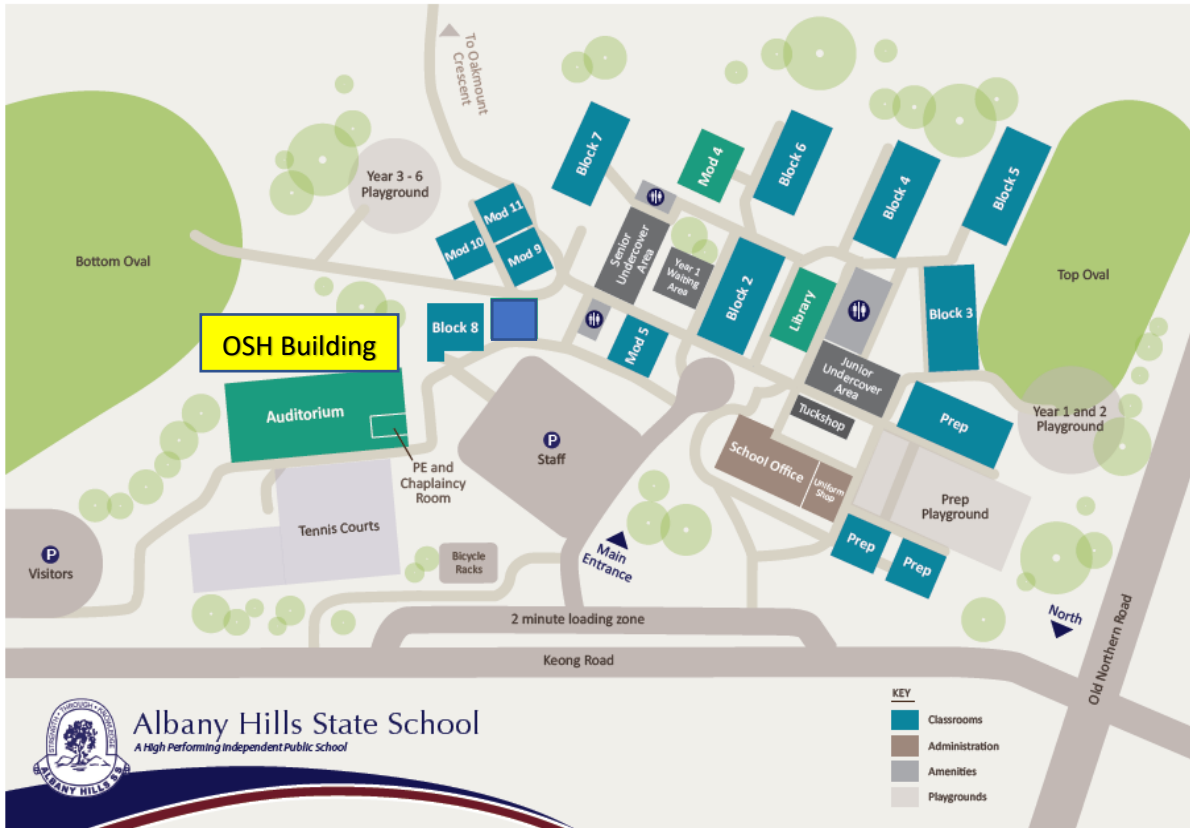 To Oakmount
Crescent
Block 7
Mod 4
Block 6
Block 4
Block 5
Year 3 - 6
Playground
Mod 11
Mod 10
Mod 9
Senior
Undercover
Area
Year 1
Waiting
Area
Block 2
Library
Bottom Oval
Top Oval
Block 8
Mod 5
Block 3
OSH Building
Junior
Undercover
Area
Auditorium
Tuckshop
Prep
Year 1 and 2
Playground
P
Staff
PE and
Chaplaincy
Room
School Office
Uniform
Shop
Prep
Playground
Tennis Courts
P
Visitors
Bicycle
Racks
Main
Entrance
Prep
Prep
North
2 minute loading zone
Keong Road
Old Northern Road
STRENGTH THROUGH KNOWLEDGE
ALBANY HILLS S S
Albany Hills State School
A High Performing Independent Public School
KEY
Classrooms
Administration
Amenities
Playgrounds